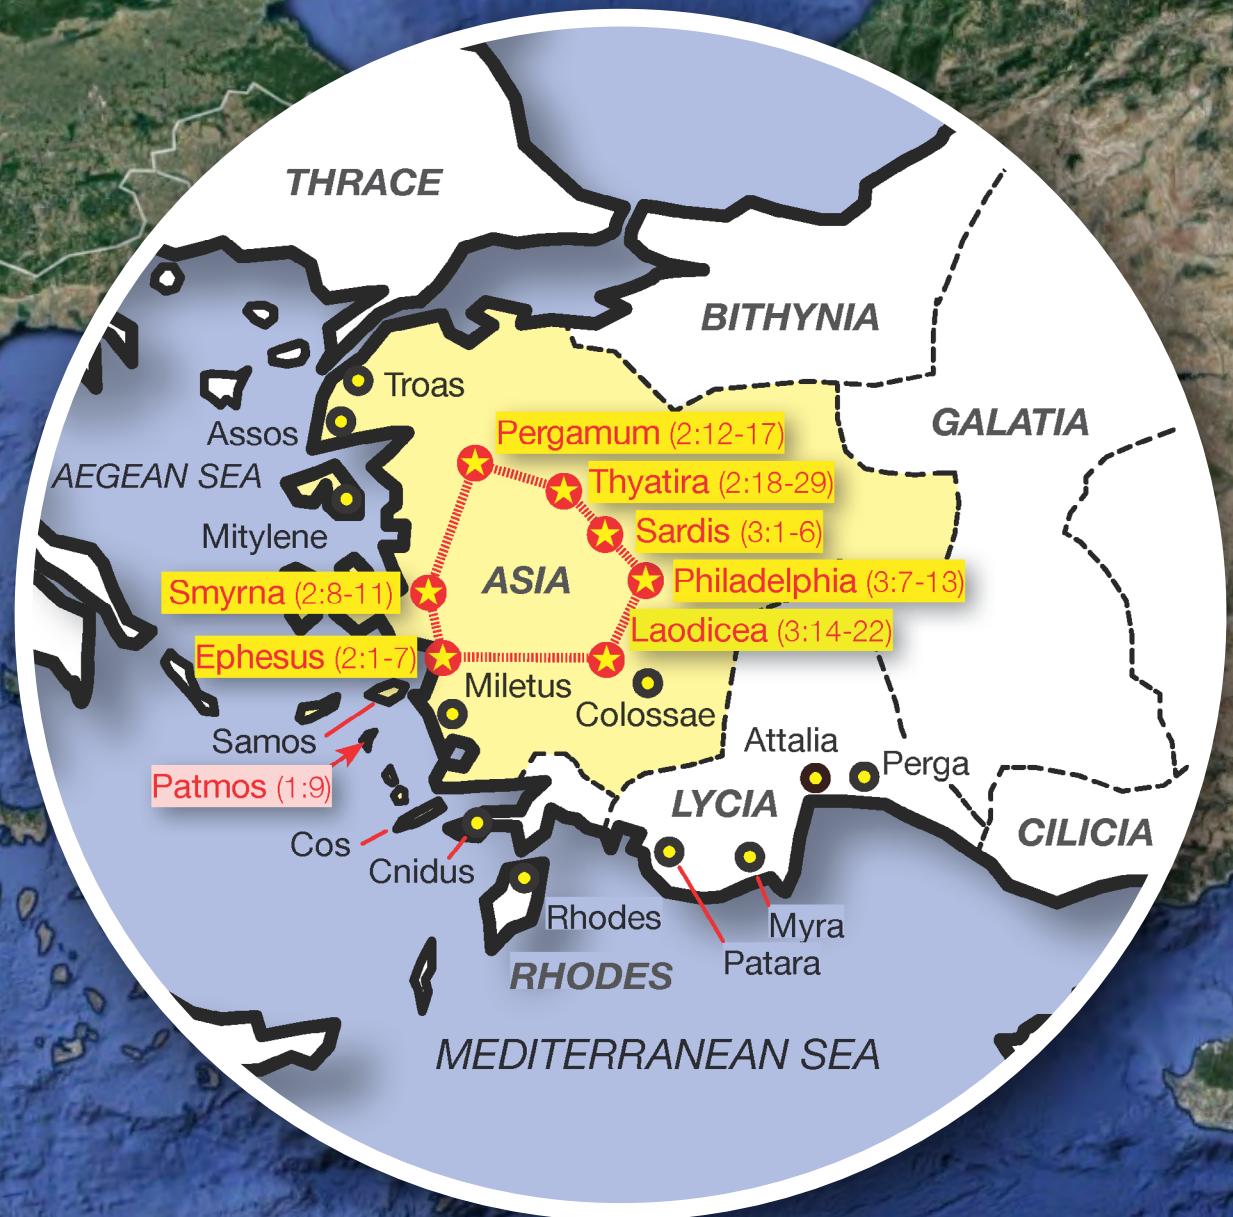 THRACE
BITHYNIA
GALATIA
Troas
Assos
Pergamum (2:12-17)
AEGEAN SEA
Thyatira (2:18-29)
Mitylene
Sardis (3:1-6)
ASIA
Philadelphia (3:7-13)
Smyrna (2:8-11)
Laodicea (3:14-22)
Ephesus (2:1-7)
Miletus
Colossae
Samos
Attalia
Perga
Patmos (1:9)
LYCIA
CILICIA
Cos
Cnidus
Rhodes
Myra
Patara
RHODES
MEDITERRANEAN SEA